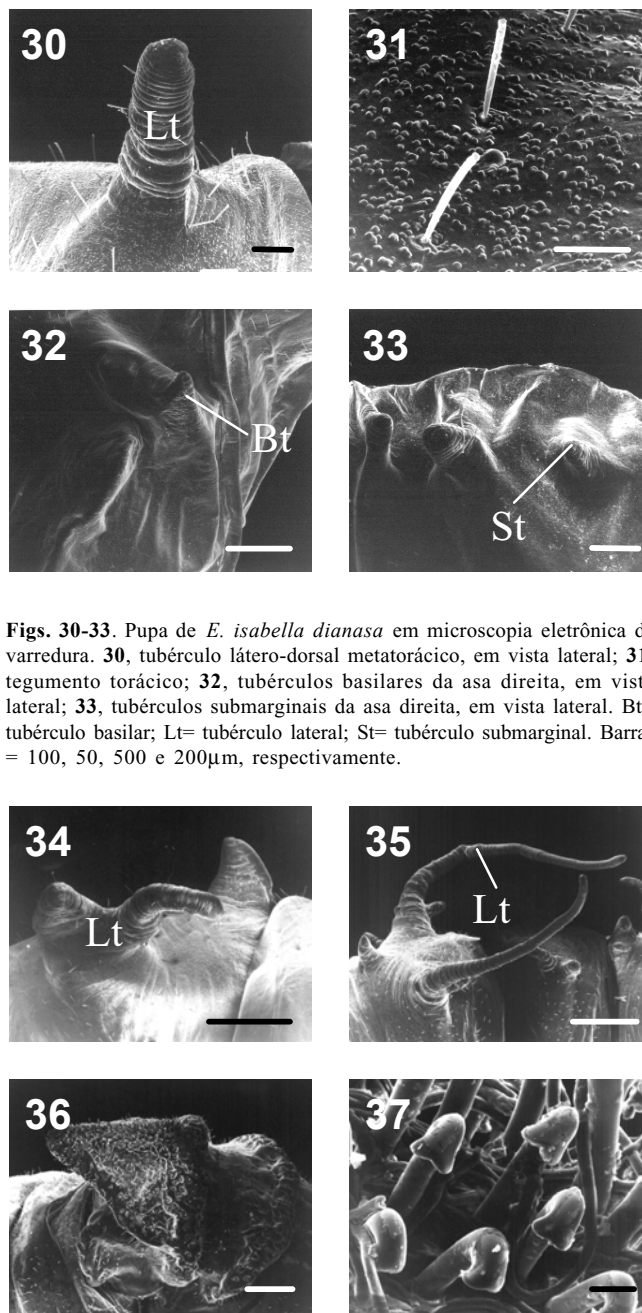 30
Lt
31
32
Bt
33
St
Figs. 30-33. Pupa de E. isabella dianasa em microscopia eletrônica d
varredura. 30, tubérculo látero-dorsal metatorácico, em vista lateral; 31
tegumento torácico; 32, tubérculos basilares da asa direita, em vist
lateral; 33, tubérculos submarginais da asa direita, em vista lateral. Bt
tubérculo basilar; Lt= tubérculo lateral; St= tubérculo submarginal. Barra
= 100, 50, 500 e 200μm, respectivamente.
34
Lt
35
Lt
36
37